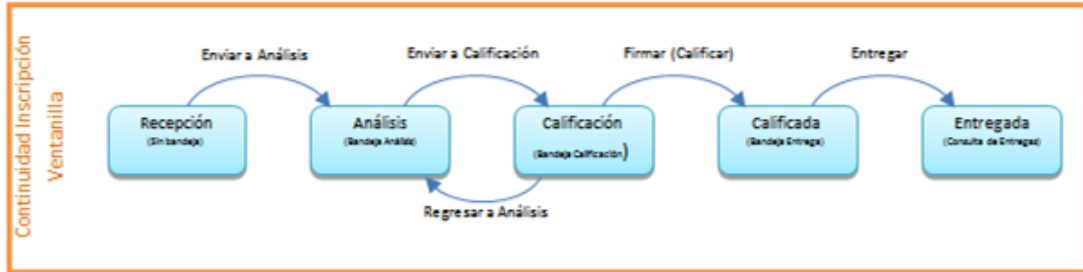 Continuidad Inscripción
Ventanilla
Enviar a Análisis
Enviar a Calificación
Firmar (Calificar)
Entregar
Recepción
(Sin bandeja)
Análisis
(Bandeja Análisis)
Calificación
(Bandeja Calificación)
Calificada
(Bandeja Entrega)
Entregada
(Consulta de Entregas)
Regresar a Análisis